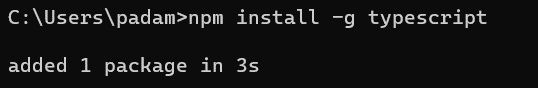 C:\Users\padam>npm install -g typescript
added 1 package in 3s